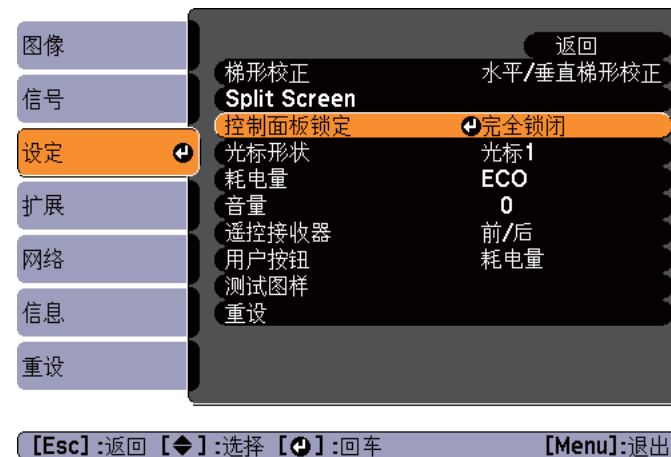 图像
信号
设定
扩展
网络
信息
重设
返回
梯形校正 水平/垂直梯形校正
Split Screen
控制面板锁定 完全锁闭
光标形状 光标1
耗电量 ECO
音量 0
遥控接收器 前/后
用户按钮 耗电量
测试图样
重设
[Esc] :返回 [◆] :选择 [⏎] :回车 [Menu]:退出